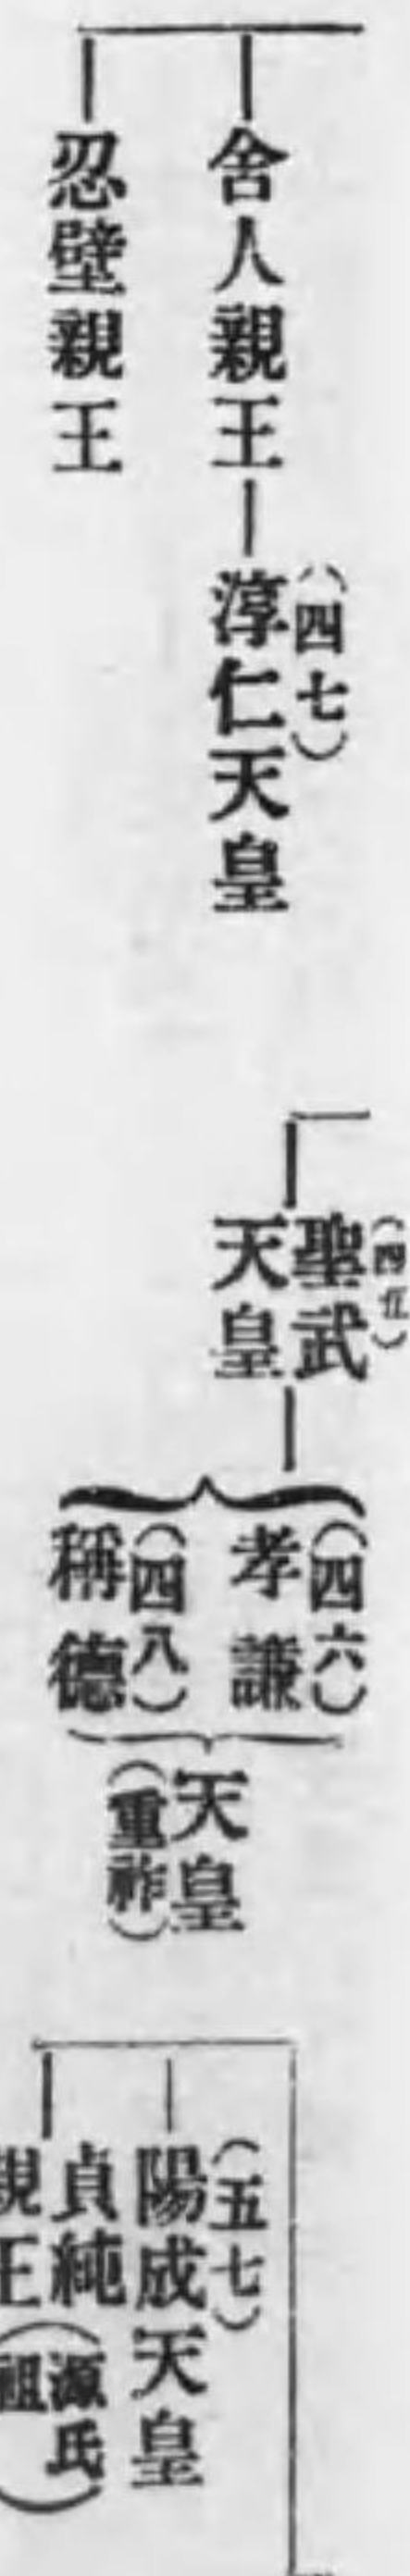 (四七)
舍人親王―淳仁天皇
忍壁親王
(四五)
聖武
天皇
(四六)
孝謙
(四八)
稱德
天皇
(重祚)
(五七)
陽成天皇
貞純(源氏
親王 祖)